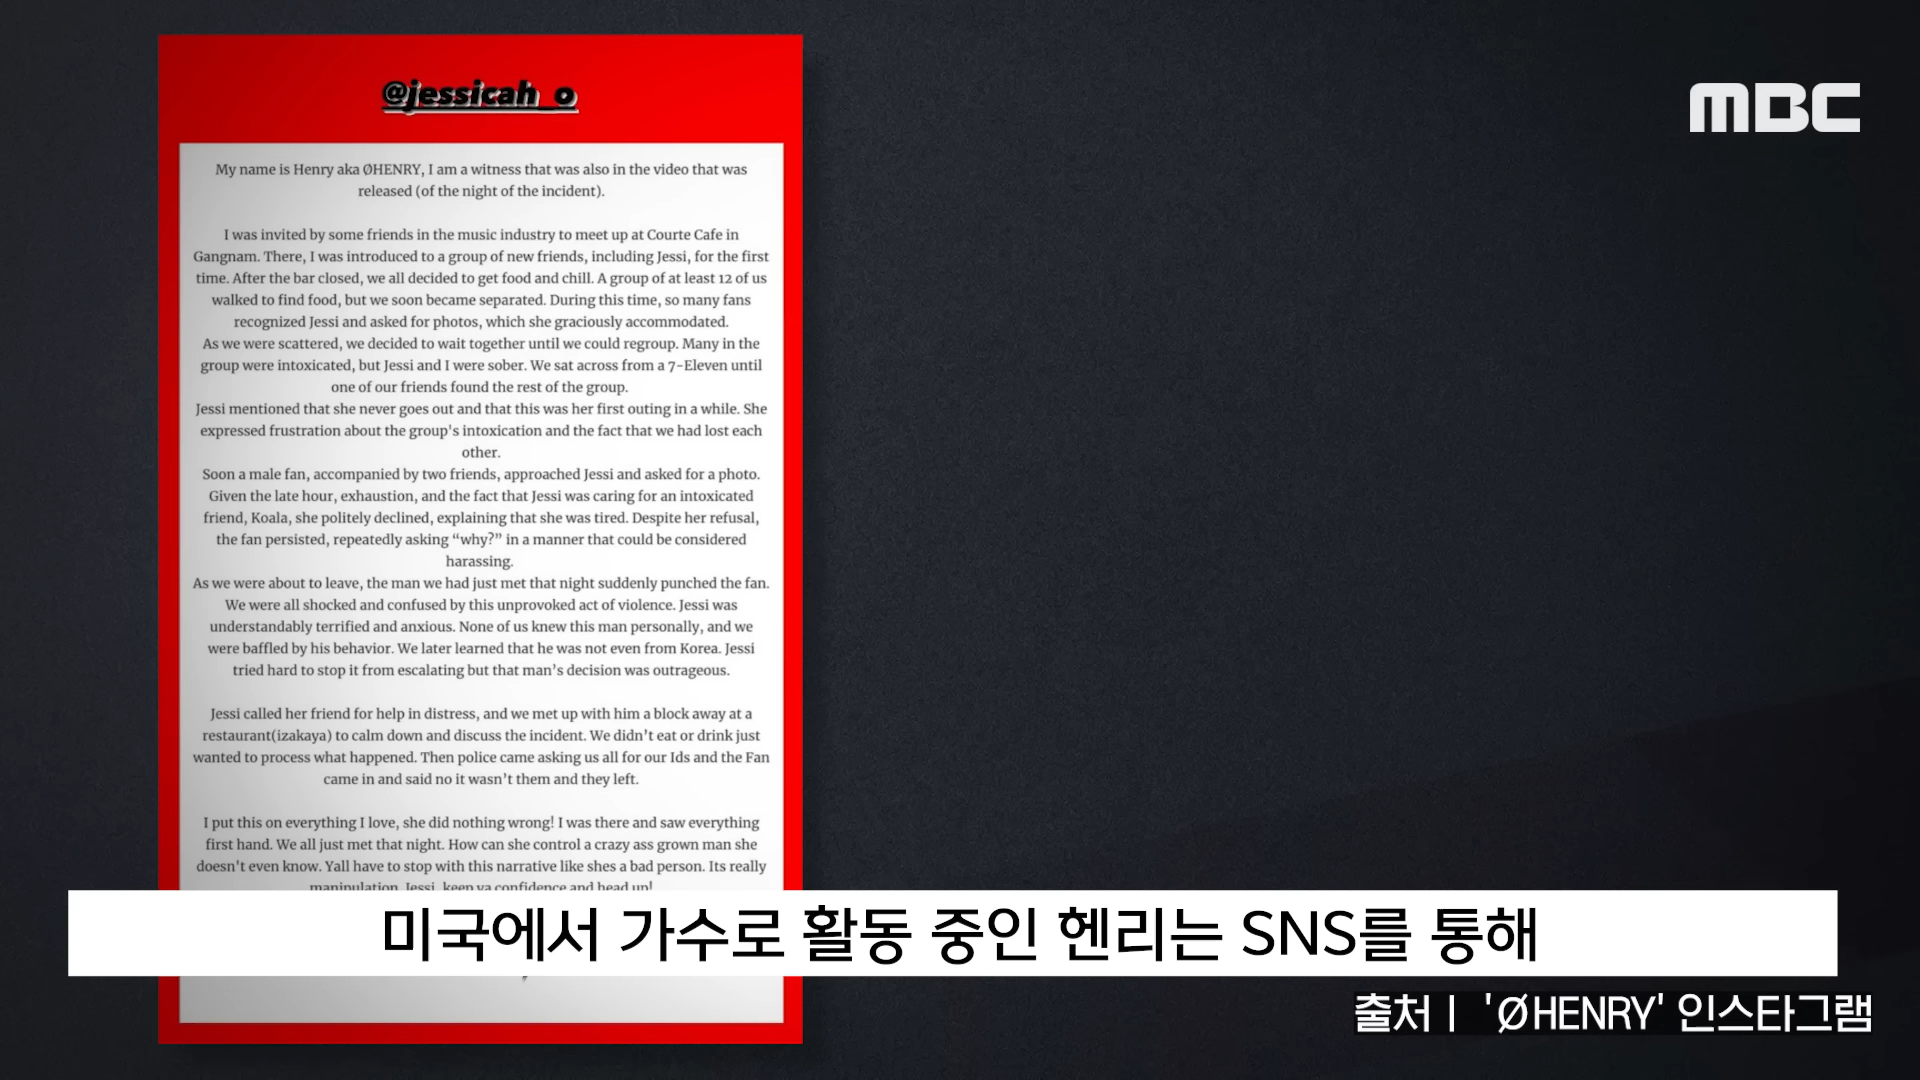 @jessicah_o
MBC
My name is Henry aka ØHENRY, I am a witness that was also in the video that was
released (of the night of the incident).
I was invited by some friends in the music industry to meet up at Courte Cafe in
Gangnam. There, I was introduced to a group of new friends, including Jessi, for the first
time. After the bar closed, we all decided to get food and chill. A group of at least 12 of us
walked to find food, but we soon became separated. During this time, so many fans
recognized Jessi and asked for photos, which she graciously accommodated.
As we were scattered, we decided to wait together until we could regroup. Many in the
group were intoxicated, but Jessi and I were sober. We sat across from a 7-Eleven until
one of our friends found the rest of the group.
Jessi mentioned that she never goes out and that this was her first outing in a while. She
expressed frustration about the group's intoxication and the fact that we had lost each
other.
Soon a male fan, accompanied by two friends, approached Jessi and asked for a photo.
Given the late hour, exhaustion, and the fact that Jessi was caring for an intoxicated
friend, Koala, she politely declined, explaining that she was tired. Despite her refusal,
the fan persisted, repeatedly asking “why?” in a manner that could be considered
harassing.
As we were about to leave, the man we had just met that night suddenly punched the fan.
We were all shocked and confused by this unprovoked act of violence. Jessi was
understandably terrified and anxious. None of us knew this man personally, and we
were baffled by his behavior. We later learned that he was not even from Korea. Jessi
tried hard to stop it from escalating but that man’s decision was outrageous.
Jessi called her friend for help in distress, and we met up with him a block away at a
restaurant(izakaya) to calm down and discuss the incident. We didn’t eat or drink just
wanted to process what happened. Then police came asking us all for our Ids and the Fan
came in and said no it wasn’t them and they left.
I put this on everything I love, she did nothing wrong! I was there and saw everything
first hand. We all just met that night. How can she control a crazy ass grown man she
doesn't even know. Yall have to stop with this narrative like shes a bad person. Its really
manipulation. Jessi, keep ya confidence and head up!
미국에서 가수로 활동 중인 헨리는 SNS를 통해
출처ㅣ 'ØHENRY' 인스타그램